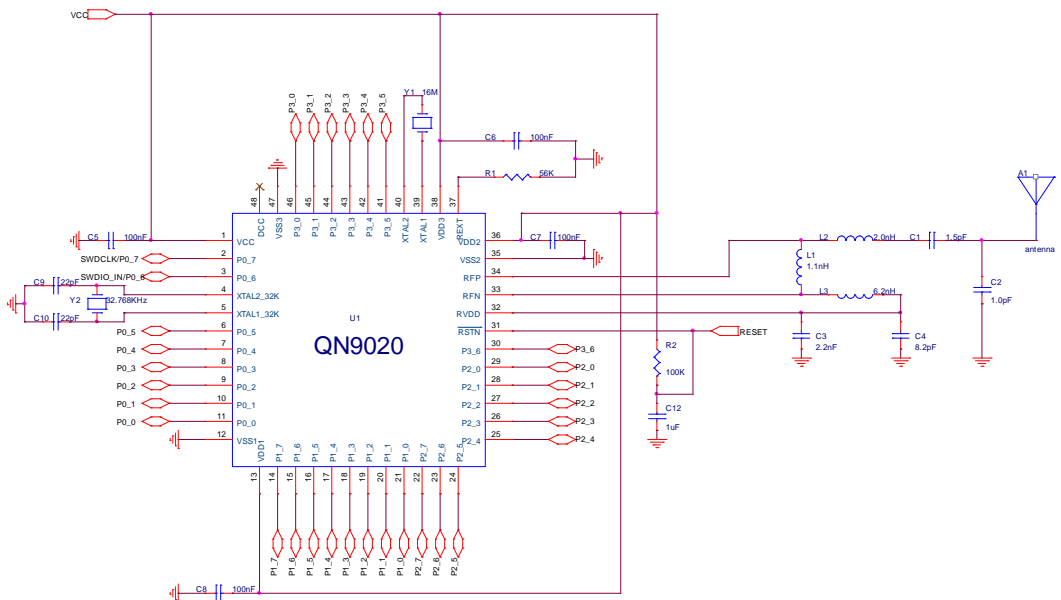 VCC
Y1 16M
P3_0
P3_1
P3_2
P3_3
P3_4
P3_5
C6 100nF
R1 56K
A1
antenna
48
47
46
45
44
43
42
41
40
39
38
37
DCC
VSS3
P3_0
P3_1
P3_2
P3_3
P3_4
P3_5
XTAL2
XTAL1
VDD3
REXT
C5 100nF
1 VCC
SWDCLK/P0_7 2 P0_7
SWDIO_IN/P0_6 3 P0_6
C9 22pF
4 XTAL2_32K
Y2 32.768KHz
C10 22pF
5 XTAL1_32K
P0_5 6 P0_5
P0_4 7 P0_4
P0_3 8 P0_3
P0_2 9 P0_2
P0_1 10 P0_1
P0_0 11 P0_0
12 VSS1
U1
QN9020
VDD2 36
C7 100nF
VSS2 35
RFP 34
RFN 33
RVDD 32
RSTN 31
RESET
P3_6 30 P3_6
P2_0 29 P2_0
P2_1 28 P2_1
P2_2 27 P2_2
P2_3 26 P2_3
P2_4 25 P2_4
L2 2.0nH
C1 1.5pF
L1
1.1nH
L3 6.2nH
C2
1.0pF
C3
2.2nF
C4
8.2pF
R2
100K
C12
1uF
VDD1
P1_7
P1_6
P1_5
P1_4
P1_3
P1_2
P1_1
P1_0
P2_7
P2_6
P2_5
13
14
15
16
17
18
19
20
21
22
23
24
P1_7
P1_6
P1_5
P1_4
P1_3
P1_2
P1_1
P1_0
P2_7
P2_6
P2_5
C8 100nF